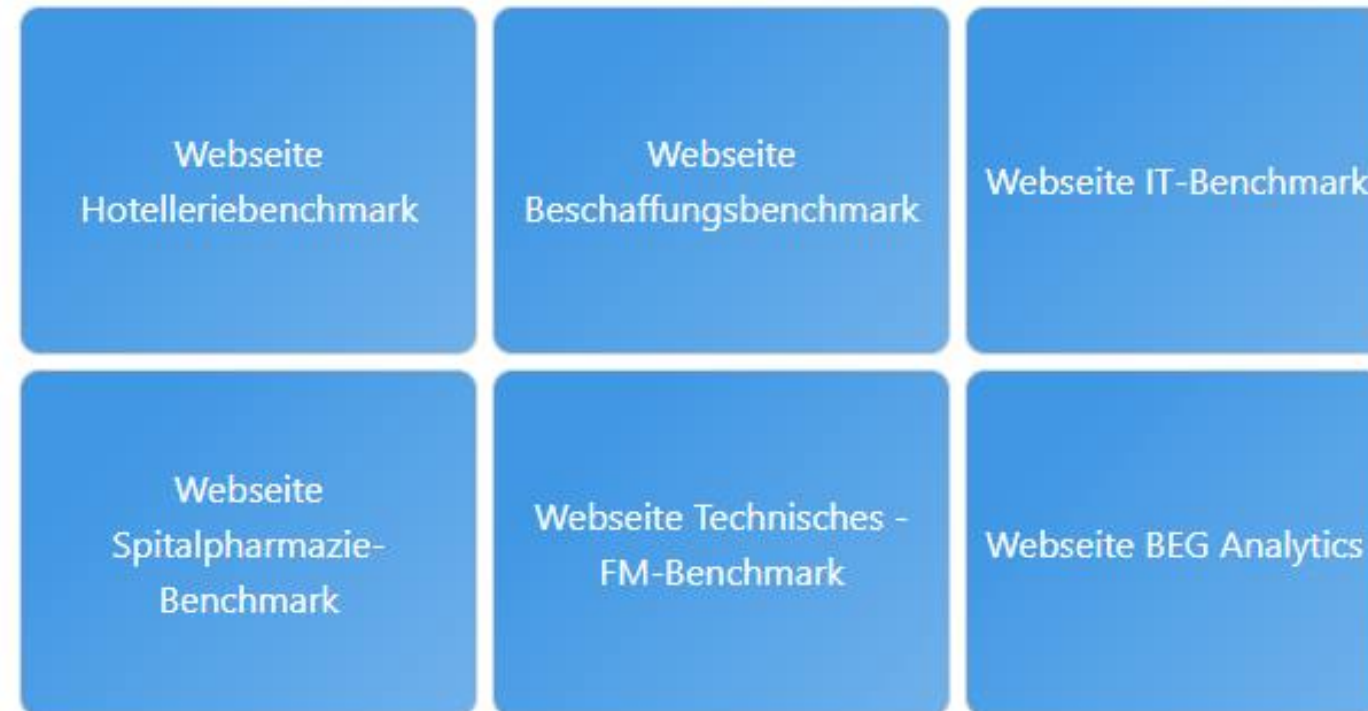 Webseite
Hotelleriebenchmark
Webseite
Beschaffungsbenchmark
Webseite IT-Benchmark
Webseite
Spitalpharmazie-
Benchmark
Webseite Technisches -
FM-Benchmark
Webseite BEG Analytics